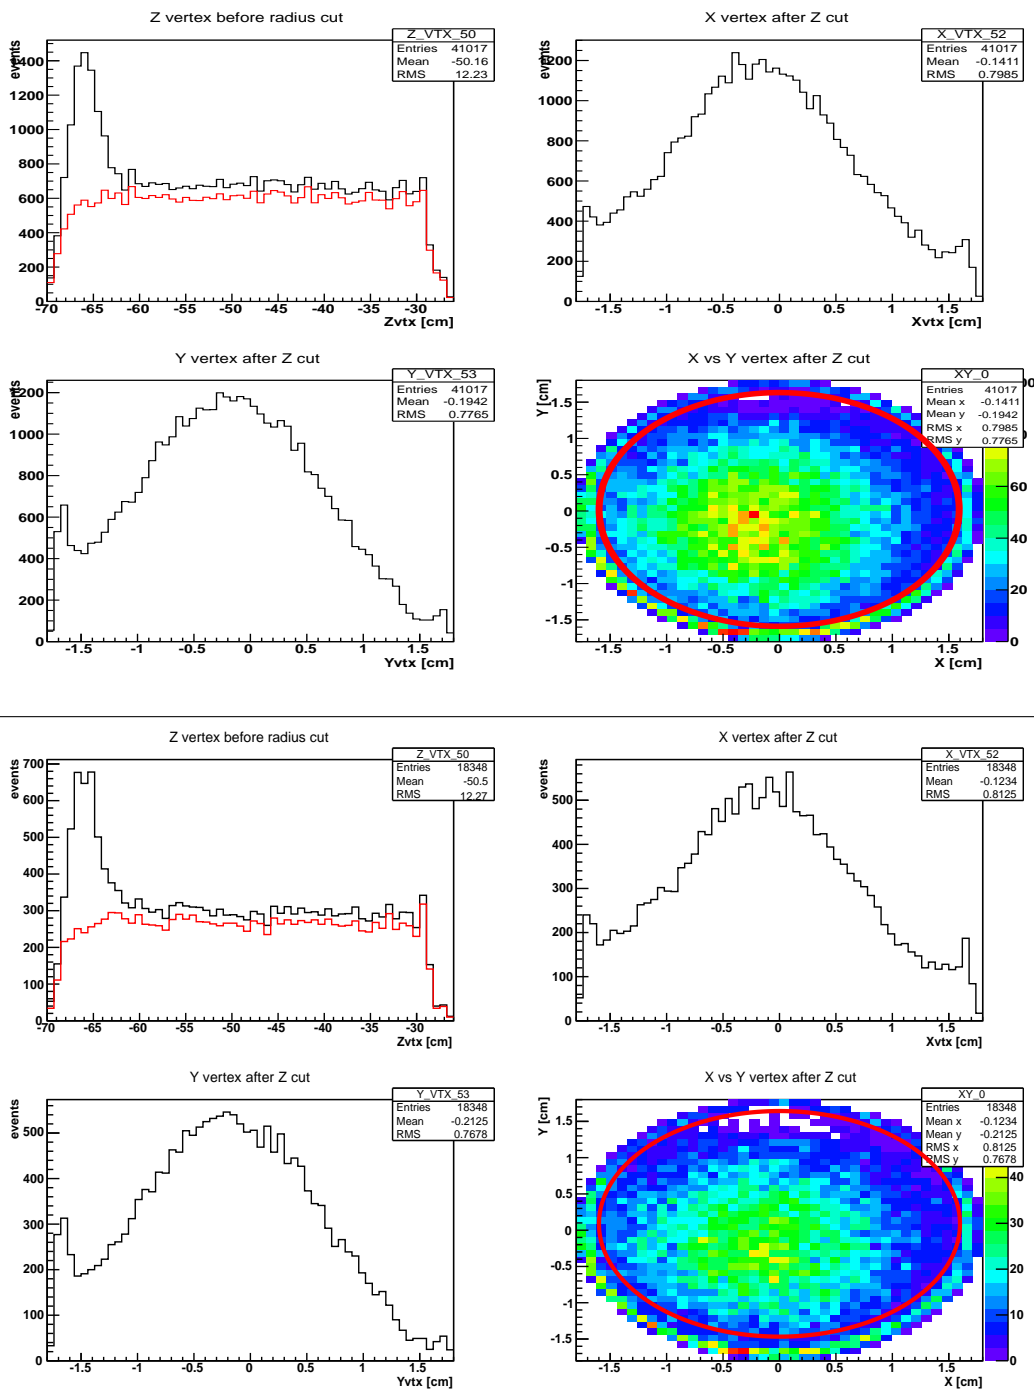 Z vertex before radius cut
events
Z_VTX_50
Entries 41017
Mean -50.16
RMS 12.23
1400
1200
1000
800
600
400
200
0
-70 -65 -60 -55 -50 -45 -40 -35 -30
Zvtx [cm]
X vertex after Z cut
events
X_VTX_52
Entries 41017
Mean -0.1411
RMS 0.7985
1200
1000
800
600
400
200
0
-1.5 -1 -0.5 0 0.5 1 1.5
Xvtx [cm]
Y vertex after Z cut
events
Y_VTX_53
Entries 41017
Mean -0.1942
RMS 0.7765
1200
1000
800
600
400
200
0
-1.5 -1 -0.5 0 0.5 1 1.5
Yvtx [cm]
X vs Y vertex after Z cut
Y [cm]
XY_0
Entries 41017
Mean x -0.1411
Mean y -0.1942
RMS x 0.7985
RMS y 0.7765
1.5
1
0.5
0
-0.5
-1
-1.5
60
40
20
0
-1.5 -1 -0.5 0 0.5 1 1.5
X [cm]
Z vertex before radius cut
events
Z_VTX_50
Entries 18348
Mean -50.5
RMS 12.27
700
600
500
400
300
200
100
0
-70 -65 -60 -55 -50 -45 -40 -35 -30
Zvtx [cm]
X vertex after Z cut
events
X_VTX_52
Entries 18348
Mean -0.1234
RMS 0.8125
500
400
300
200
100
0
-1.5 -1 -0.5 0 0.5 1 1.5
Xvtx [cm]
Y vertex after Z cut
events
Y_VTX_53
Entries 18348
Mean -0.2125
RMS 0.7678
500
400
300
200
100
0
-1.5 -1 -0.5 0 0.5 1 1.5
Yvtx [cm]
X vs Y vertex after Z cut
Y [cm]
XY_0
Entries 18348
Mean x -0.1234
Mean y -0.2125
RMS x 0.8125
RMS y 0.7678
1.5
1
0.5
0
-0.5
-1
-1.5
40
30
20
10
0
-1.5 -1 -0.5 0 0.5 1 1.5
X [cm]